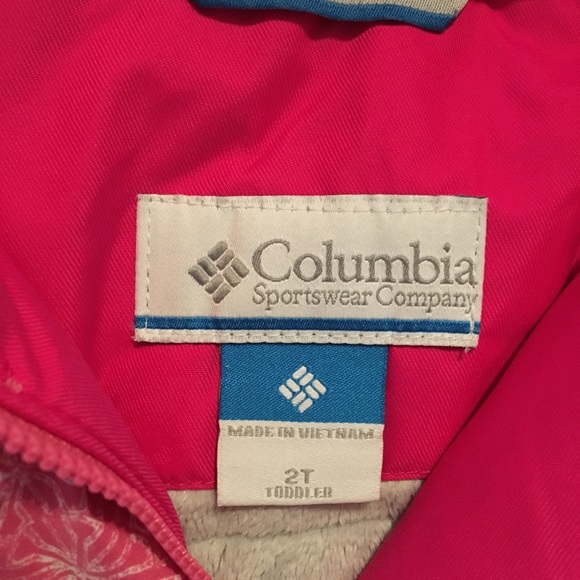 Columbia
Sportswear Company
MADE IN VIETNAM
2T
TODDLER